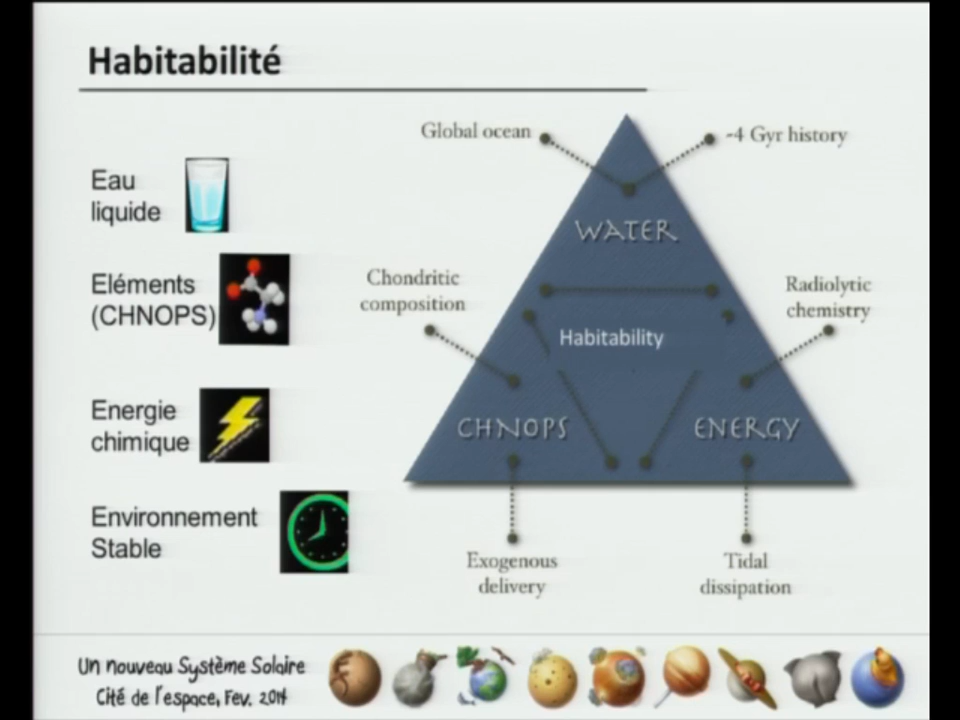 Habitabilité
Eau
liquide
Eléments
(CHNOPS)
Energie
chimique
Environnement
Stable
Global ocean
~4 Gyr history
WATER
Chondritic
composition
Radiolytic
chemistry
Habitability
CHNOPS
ENERGY
Exogenous
delivery
Tidal
dissipation
Un nouveau Système Solaire
Cité de l'espace, Fev. 2014